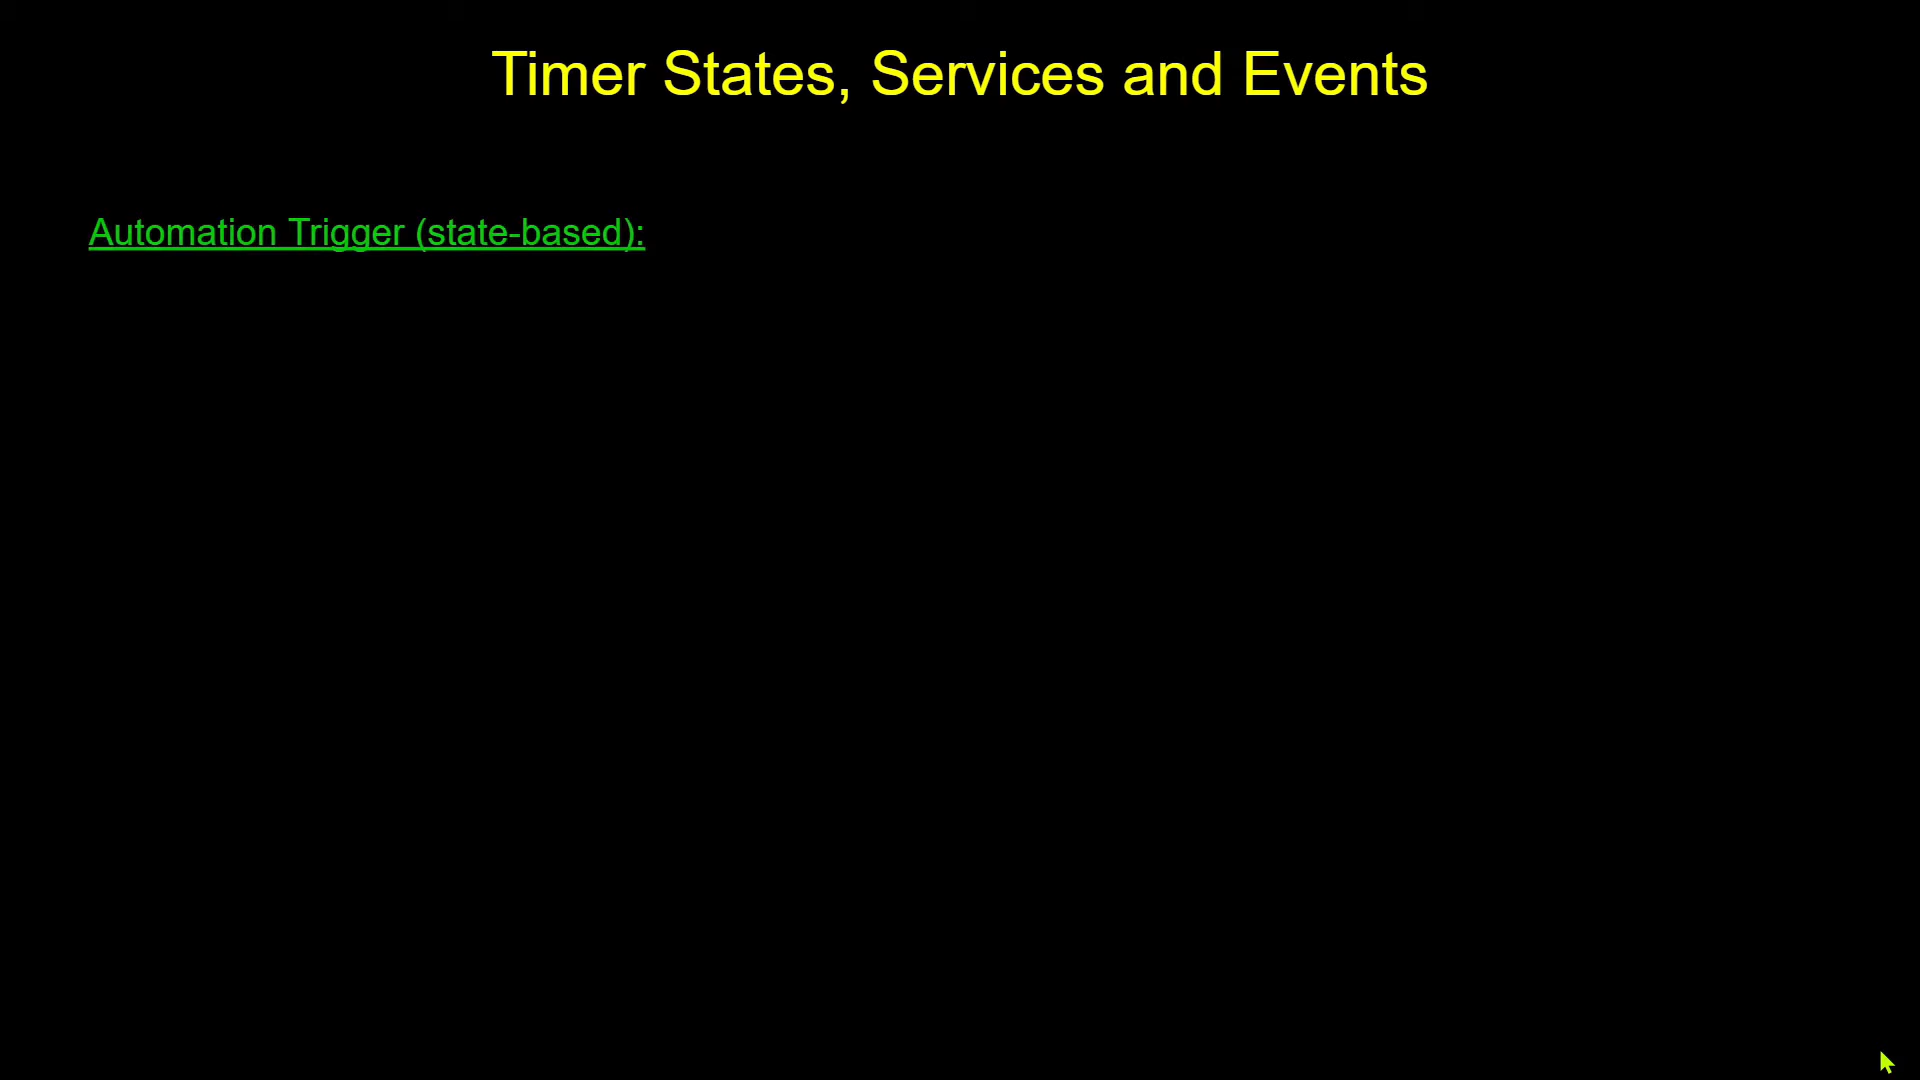 Timer States, Services and Events
Automation Trigger (state-based):